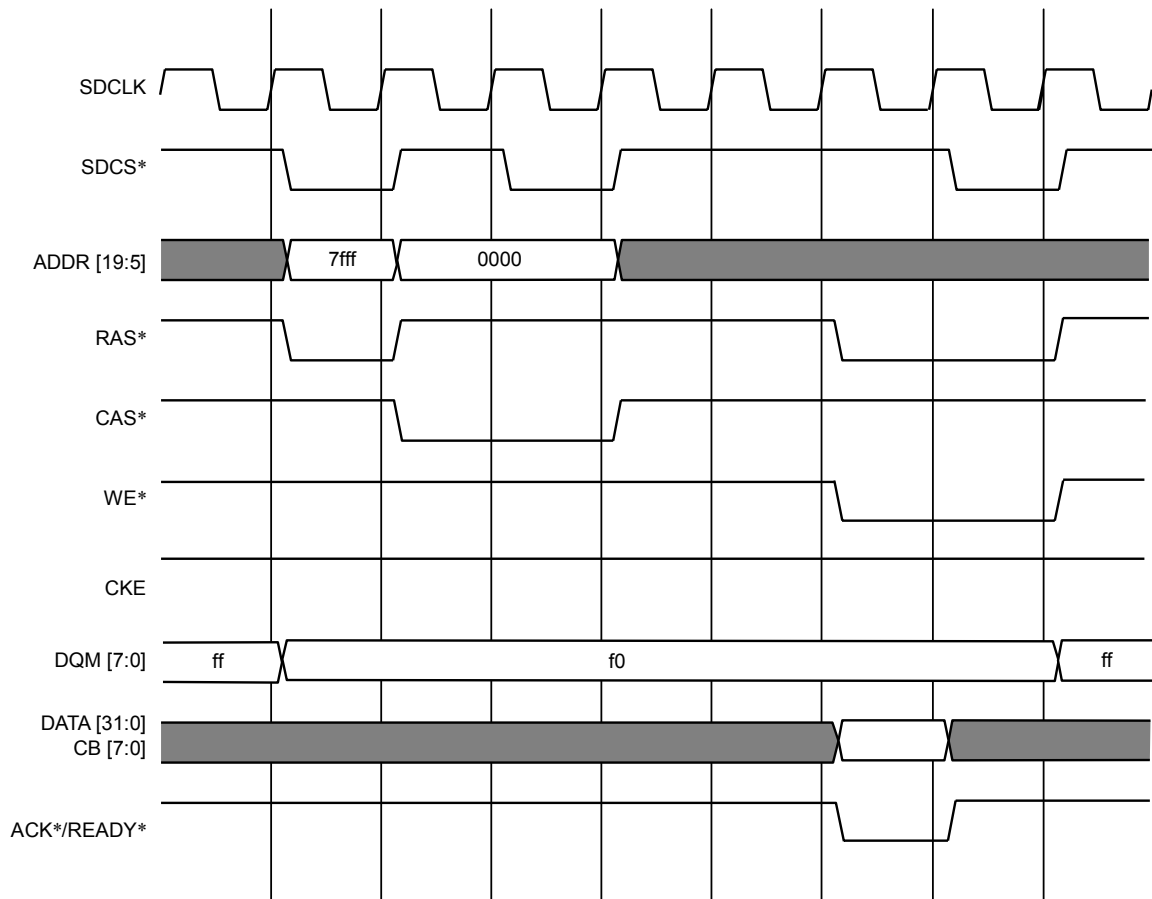 SDCLK
SDCS*
ADDR [19:5]
7fff
0000
RAS*
CAS*
WE*
CKE
DQM [7:0]
ff
f0
ff
DATA [31:0]
CB [7:0]
ACK*/READY*